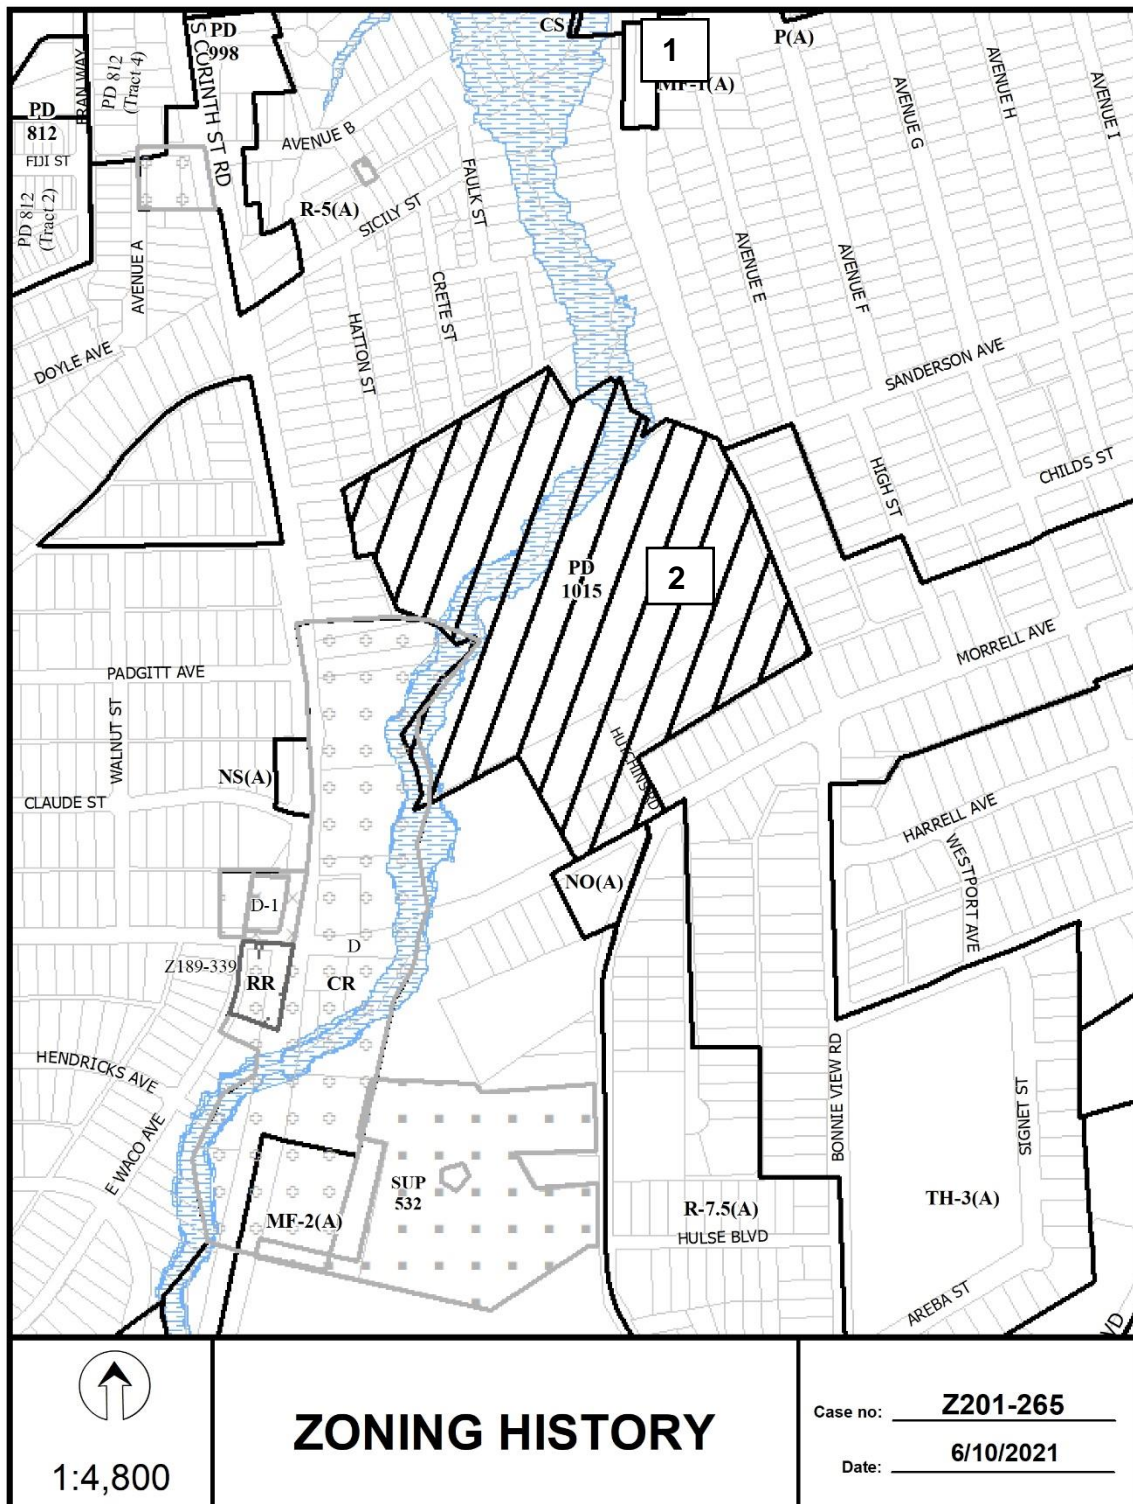 CS
1
P(A)
MF-1(A)
PD
998
S CORINTH ST RD
FRAN WAY
PD 812
(Tract 4)
PD
812
FIJI ST
PD 812
(Tract 2)
AVENUE A
AVENUE B
R-5(A)
SICILY ST
FAULK ST
CRETE ST
HATTON ST
DOYLE AVE
AVENUE E
AVENUE F
AVENUE G
AVENUE H
AVENUE I
SANDERSON AVE
HIGH ST
CHILDS ST
PD
1015
2
MORRELL AVE
PADGITT AVE
WALNUT ST
NS(A)
CLAUDE ST
HUTCHINS RD
HARRELL AVE
WESTPORT AVE
NO(A)
D-1
D
Z189-339
RR
CR
HENDRICKS AVE
E WACO AVE
BONNIE VIEW RD
SIGNET ST
SUP
532
MF-2(A)
R-7.5(A)
HULSE BLVD
TH-3(A)
AREBA ST
VD
1:4,800
ZONING HISTORY
Case no: Z201-265
Date: 6/10/2021